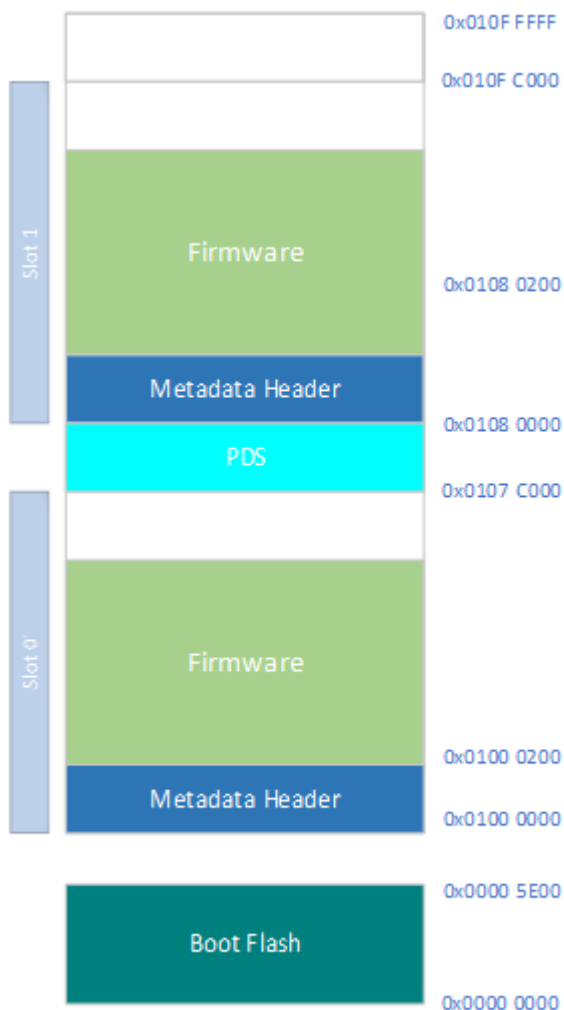 0x010F FFFF
0x010F C000
Slot 1
Firmware
0x0108 0200
Metadata Header
0x0108 0000
PDS
0x0107 C000
Slot 0
Firmware
0x0100 0200
Metadata Header
0x0100 0000
0x0000 5E00
Boot Flash
0x0000 0000